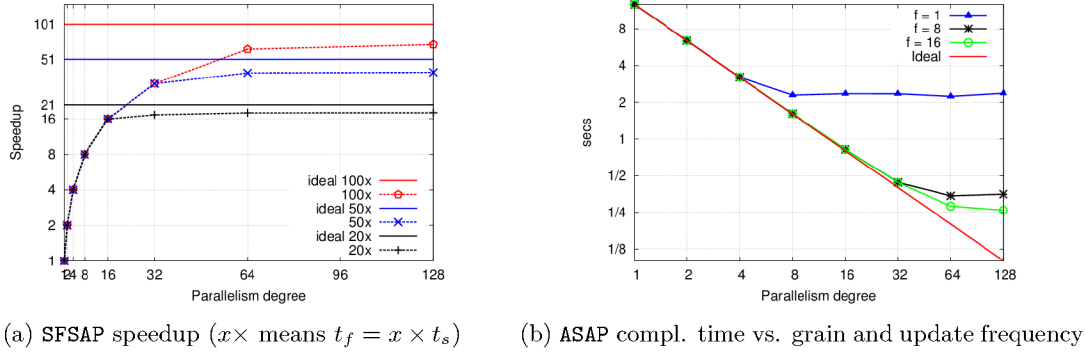 101
51
21
16
8
4
2
1
Speedup
ideal 100x
100x
ideal 50x
50x
ideal 20x
20x
1 2 4 8 16 32 64 96 128
Parallelism degree
(a) SFSAP speedup (x× means t_f = x × t_s)
8
4
2
1
1/2
1/4
1/8
secs
f = 1
f = 8
f = 16
Ideal
1 2 4 8 16 32 64 128
Parallelism degree
(b) ASAP compl. time vs. grain and update frequency